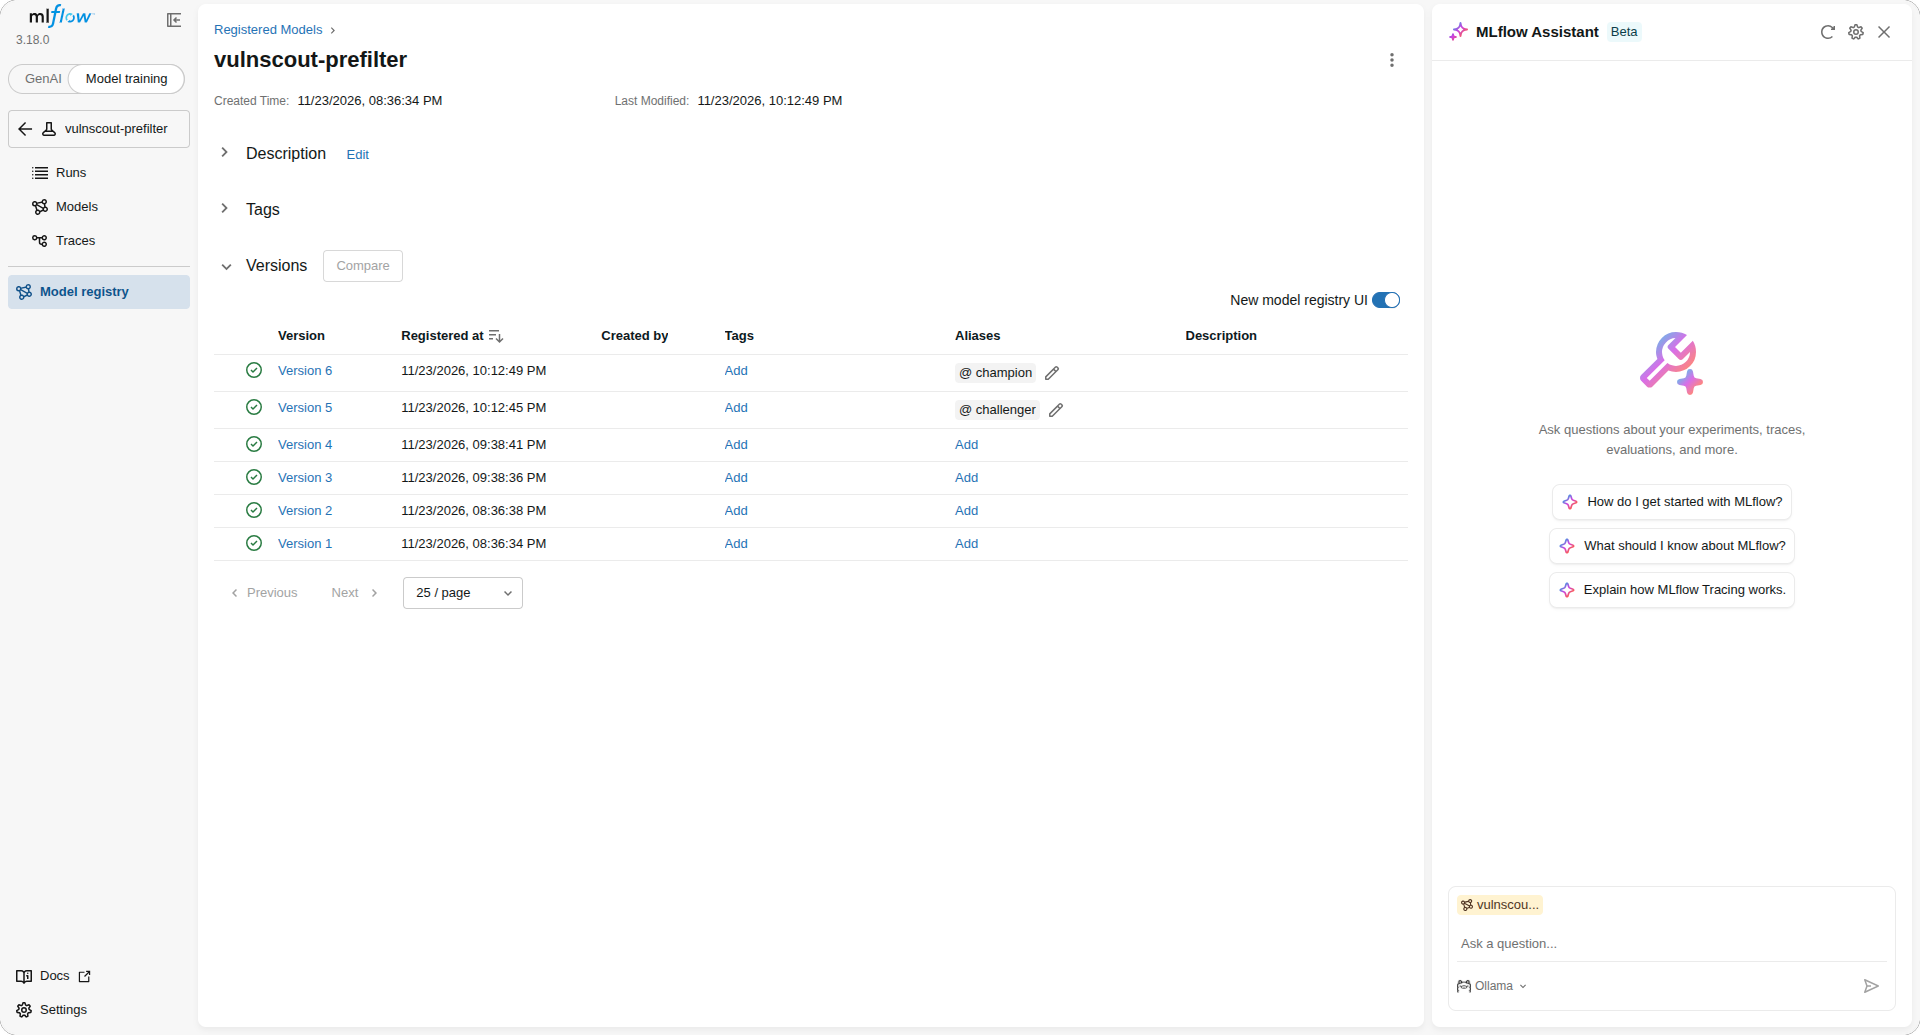 mlflow
3.18.0
GenAI
Model training
vulnscout-prefilter
Runs
Models
Traces
Model registry
Docs
Settings
Registered Models
vulnscout-prefilter
Created Time: 11/23/2026, 08:36:34 PM
Last Modified: 11/23/2026, 10:12:49 PM
Description Edit
Tags
Versions Compare
New model registry UI
Version Registered at Created by Tags Aliases Description
Version 6 11/23/2026, 10:12:49 PM Add @ champion
Version 5 11/23/2026, 10:12:45 PM Add @ challenger
Version 4 11/23/2026, 09:38:41 PM Add Add
Version 3 11/23/2026, 09:38:36 PM Add Add
Version 2 11/23/2026, 08:36:38 PM Add Add
Version 1 11/23/2026, 08:36:34 PM Add Add
Previous Next 25 / page
MLflow Assistant Beta
Ask questions about your experiments, traces,
evaluations, and more.
How do I get started with MLflow?
What should I know about MLflow?
Explain how MLflow Tracing works.
vulnscou...
Ask a question...
Ollama